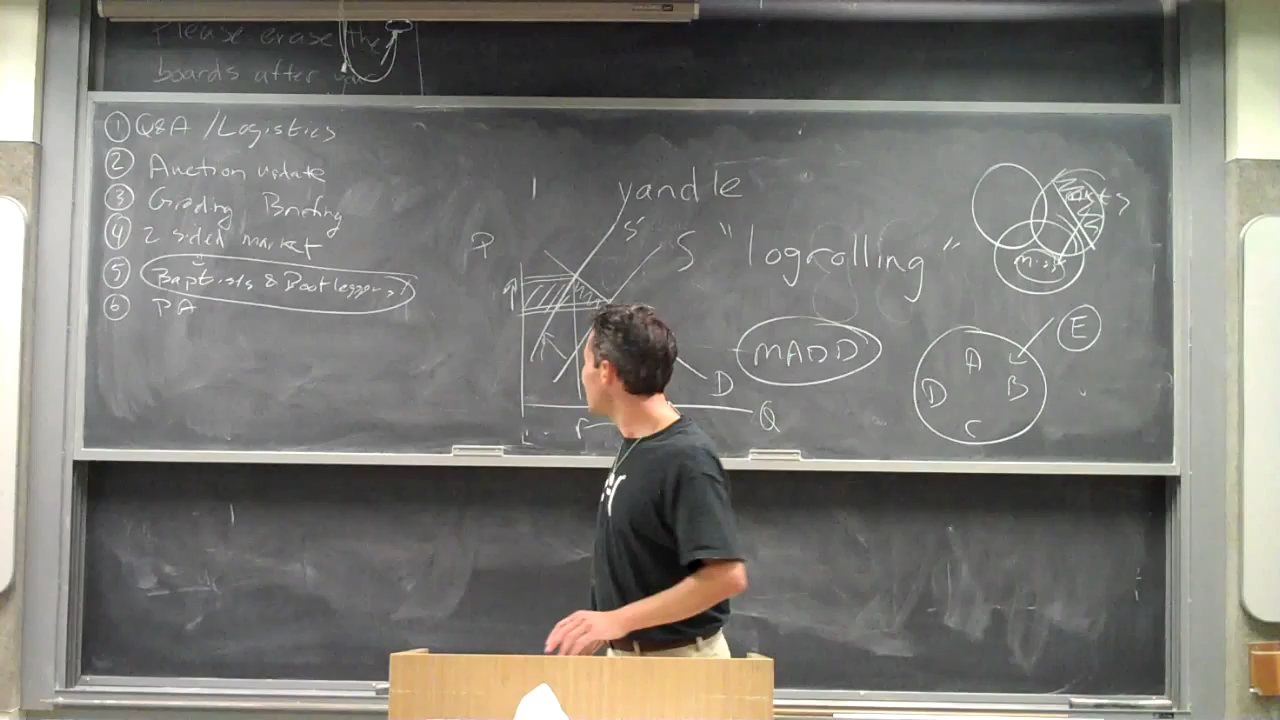 Please erase the
boards after your
① Q&A / Logistics
② Auction update
③ Grading Briefing
④ 2 sided market
⑤ Baptists & Bootleggers
⑥ PA
yandle
P
S'
S
"logrolling"
MADD
D
Q
E
A
D
B
C